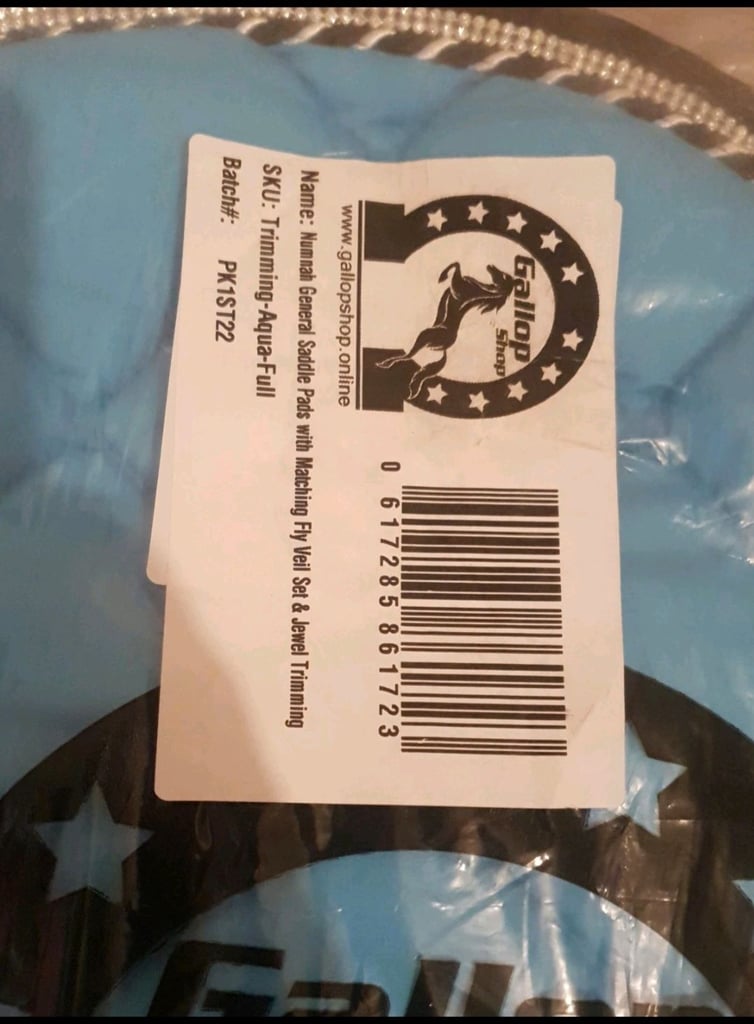 Gallop
Shop
www.gallopshop.online
Name: Numnah General Saddle Pads with Matching Fly Veil Set & Jewel Trimming
SKU: Trimming-Aqua-Full
Batch#: PK1ST22
0 617285 861723
Gallop